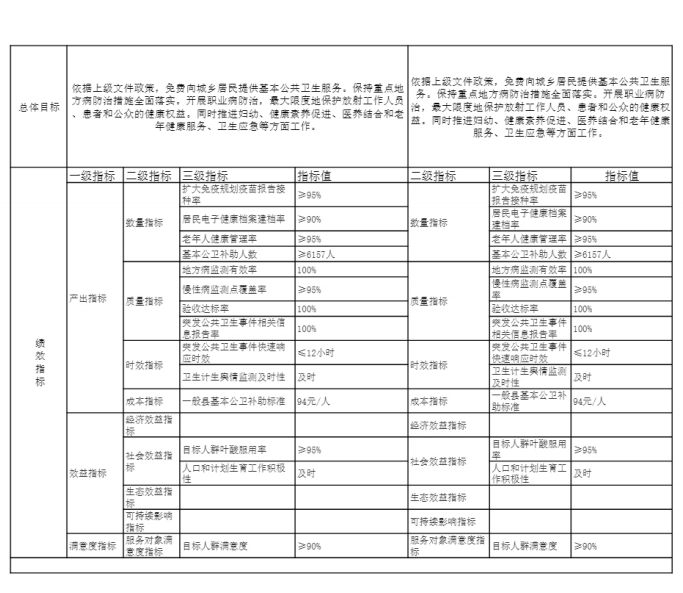 总体目标
依据上级文件政策，免费向城乡居民提供基本公共卫生服务。保持重点地
方病防治措施全面落实，开展职业病防治，最大限度地保护放射工作人员
、患者和公众的健康权益。同时推进妇幼、健康素养促进、医养结合和老
年健康服务、卫生应急等方面工作。
依据上级文件政策，免费向城乡居民提供基本公共卫生服
务。保持重点地方病防治措施全面落实。开展职业病防
治，最大限度地保护放射工作人员、患者和公众的健康权
益。同时推进妇幼、健康素养促进、医养结合和老年健康
服务、卫生应急等方面工作。
绩
效
指
标
一级指标 二级指标 三级指标 指标值 二级指标 三级指标 指标值
产出指标
数量指标
扩大免疫规划疫苗报告接
种率
≥95%
数量指标
扩大免疫规划疫苗
报告接种率
≥95%
居民电子健康档案建档率 ≥90%
居民电子健康档案
建档率
≥90%
老年人健康管理率 ≥95% 老年人健康管理率 ≥95%
基本公卫补助人数 ≥6157人 基本公卫补助人数 ≥6157人
质量指标
地方病监测有效率 100%
质量指标
地方病监测有效率 100%
慢性病监测点覆盖率 ≥95%
慢性病监测点覆盖
率
≥95%
验收达标率 100% 验收达标率 100%
突发公共卫生事件相关信
息报告率
100%
突发公共卫生事件
相关信息报告率
100%
时效指标
突发公共卫生事件快速响
应时效
≤12小时
时效指标
突发公共卫生事件
快速响应时效
≤12小时
卫生计生舆情监测及时性 及时
卫生计生舆情监测
及时性
及时
成本指标 一般县基本公卫补助标准 94元/人
成本指标
一般县基本公卫补
助标准
94元/人
效益指标
经济效益指
标
经济效益指标
社会效益指
标
目标人群叶酸服用率 ≥95%
社会效益指标
目标人群叶酸服用
率
≥95%
人口和计划生育工作积极
性
及时
人口和计划生育工
作积极性
及时
生态效益指
标
生态效益指标
可持续影响
指标
可持续影响指标
满意度指标
服务对象满
意度指标
目标人群满意度 ≥90%
服务对象满意度指
标
目标人群满意度 ≥90%